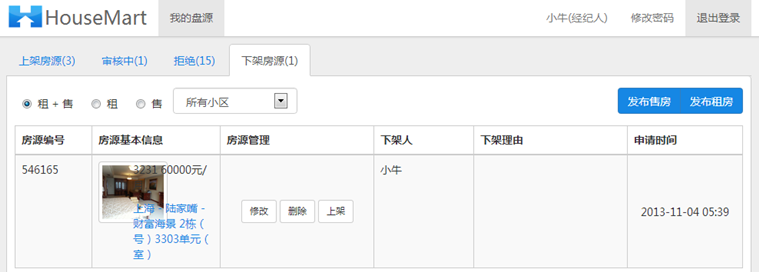 HouseMart 我的盘源 小牛(经纪人) 修改密码 退出登录
上架房源(3) 审核中(1) 拒绝(15) 下架房源(1)
租 + 售 租 售 所有小区 发布售房 发布租房
房源编号 房源基本信息 房源管理 下架人 下架理由 申请时间
546165 3231 60000元/ 小牛
上海 - 陆家嘴 -
财富海景 2栋 (
号 ) 3303单元 (
室 )
修改 删除 上架 2013-11-04 05:39